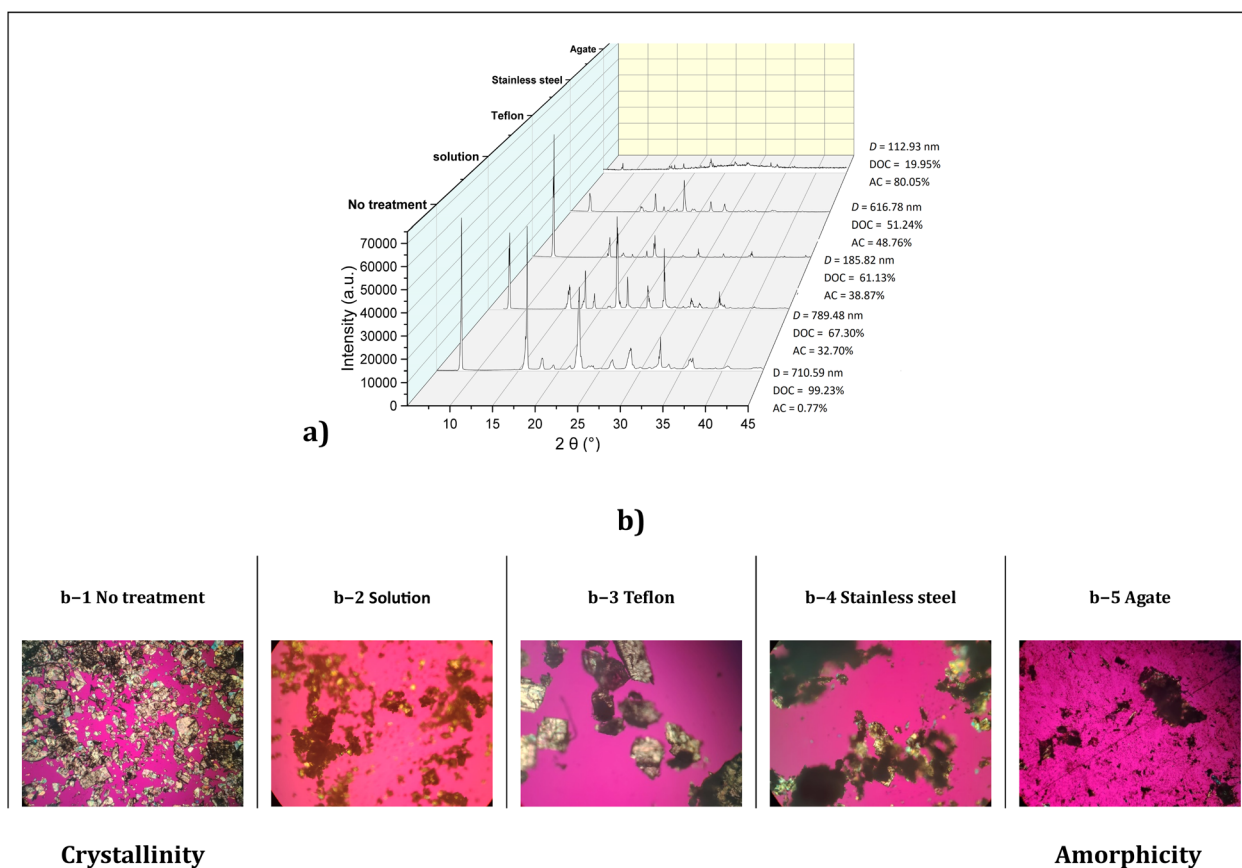 Agate
Stainless steel
Teflon
solution
No treatment
70000
60000
50000
40000
30000
20000
10000
0
Intensity (a.u.)
10 15 20 25 30 35 40 45
2 θ (°)
D = 112.93 nm
DOC = 19.95%
AC = 80.05%
D = 616.78 nm
DOC = 51.24%
AC = 48.76%
D = 185.82 nm
DOC = 61.13%
AC = 38.87%
D = 789.48 nm
DOC = 67.30%
AC = 32.70%
D = 710.59 nm
DOC = 99.23%
AC = 0.77%
a)
b)
b−1 No treatment
b−2 Solution
b−3 Teflon
b−4 Stainless steel
b−5 Agate
Crystallinity
Amorphicity